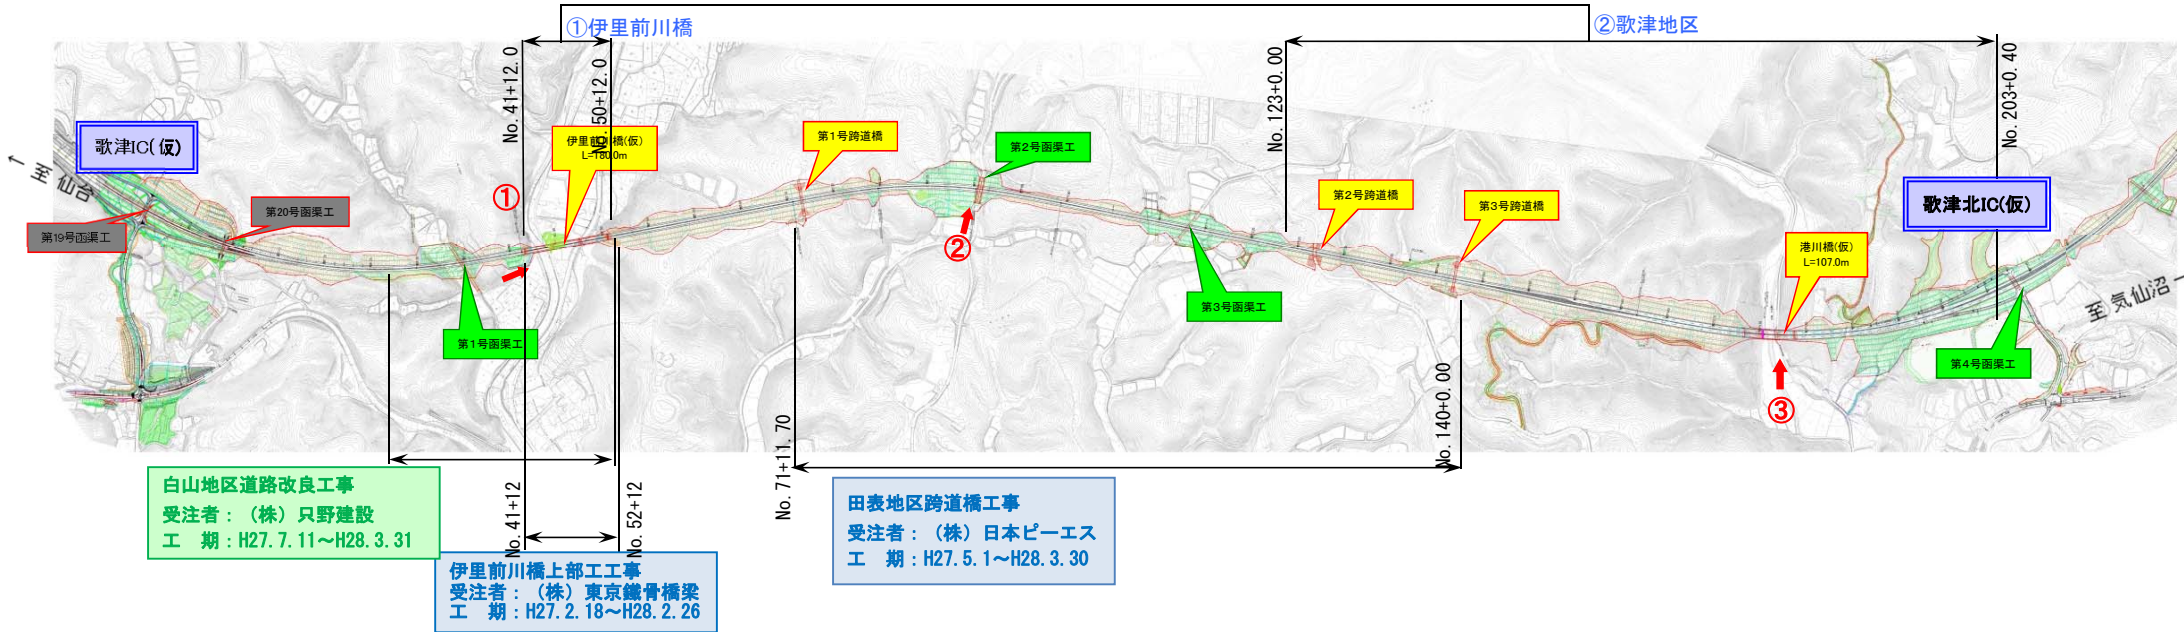 ①伊里前川橋
②歌津地区
No. 41+12. 0
No. 50+12. 0
No. 123+0. 00
No. 203+0. 40
歌津IC(仮)
← 至 仙台
第19号函渠工
第20号函渠工
①
伊里前川橋(仮)
L=180.0m
第1号跨道橋
第2号函渠工
②
第1号函渠工
第3号函渠工
第2号跨道橋
第3号跨道橋
港川橋(仮)
L=107.0m
歌津北IC(仮)
至 気仙沼 →
第4号函渠工
③
No. 71+11. 70
No. 140+0. 00
No. 41+12
No. 52+12
白山地区道路改良工事
受注者：（株）只野建設
工　期：H27. 7. 11～H28. 3. 31
伊里前川橋上部工工事
受注者：（株）東京鐵骨橋梁
工　期：H27. 2. 18～H28. 2. 26
田表地区跨道橋工事
受注者：（株）日本ピーエス
工　期：H27. 5. 1～H28. 3. 30